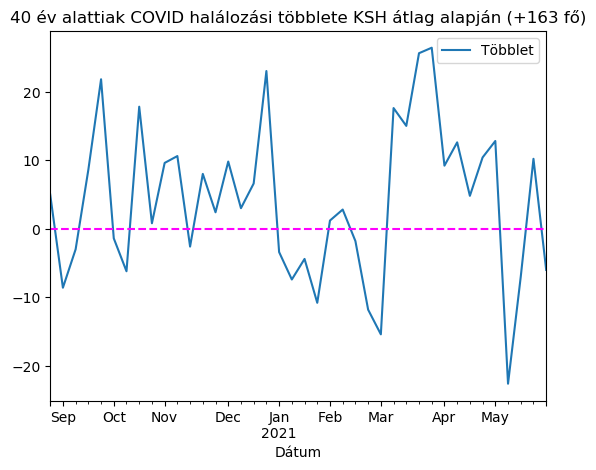 40 év alattiak COVID halálozási többlete KSH átlag alapján (+163 fő)
Többlet
20
10
0
−10
−20
Sep Oct Nov Dec Jan Feb Mar Apr May
2021
Dátum